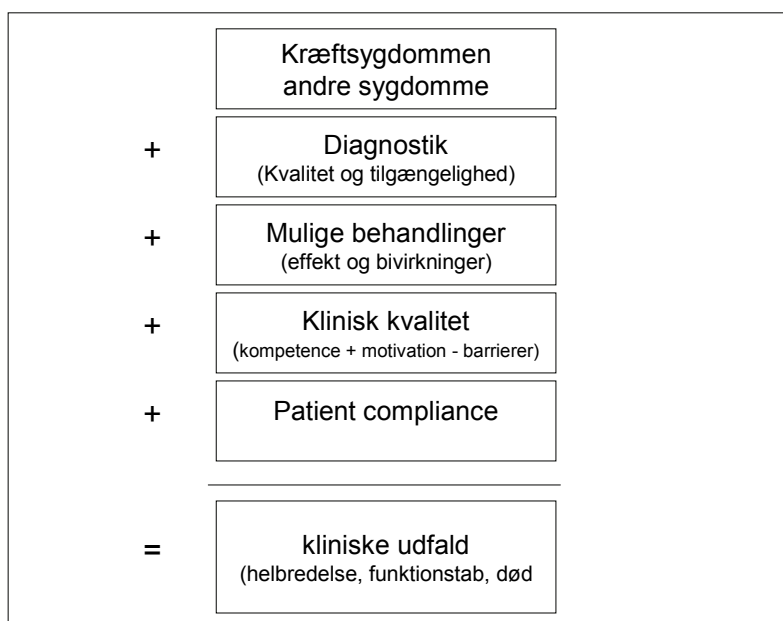 Kræftsygdommen
andre sygdomme
+ Diagnostik
(Kvalitet og tilgængelighed)
+ Mulige behandlinger
(effekt og bivirkninger)
+ Klinisk kvalitet
(kompetence + motivation - barrierer)
+ Patient compliance
= kliniske udfald
(helbredelse, funktionstab, død